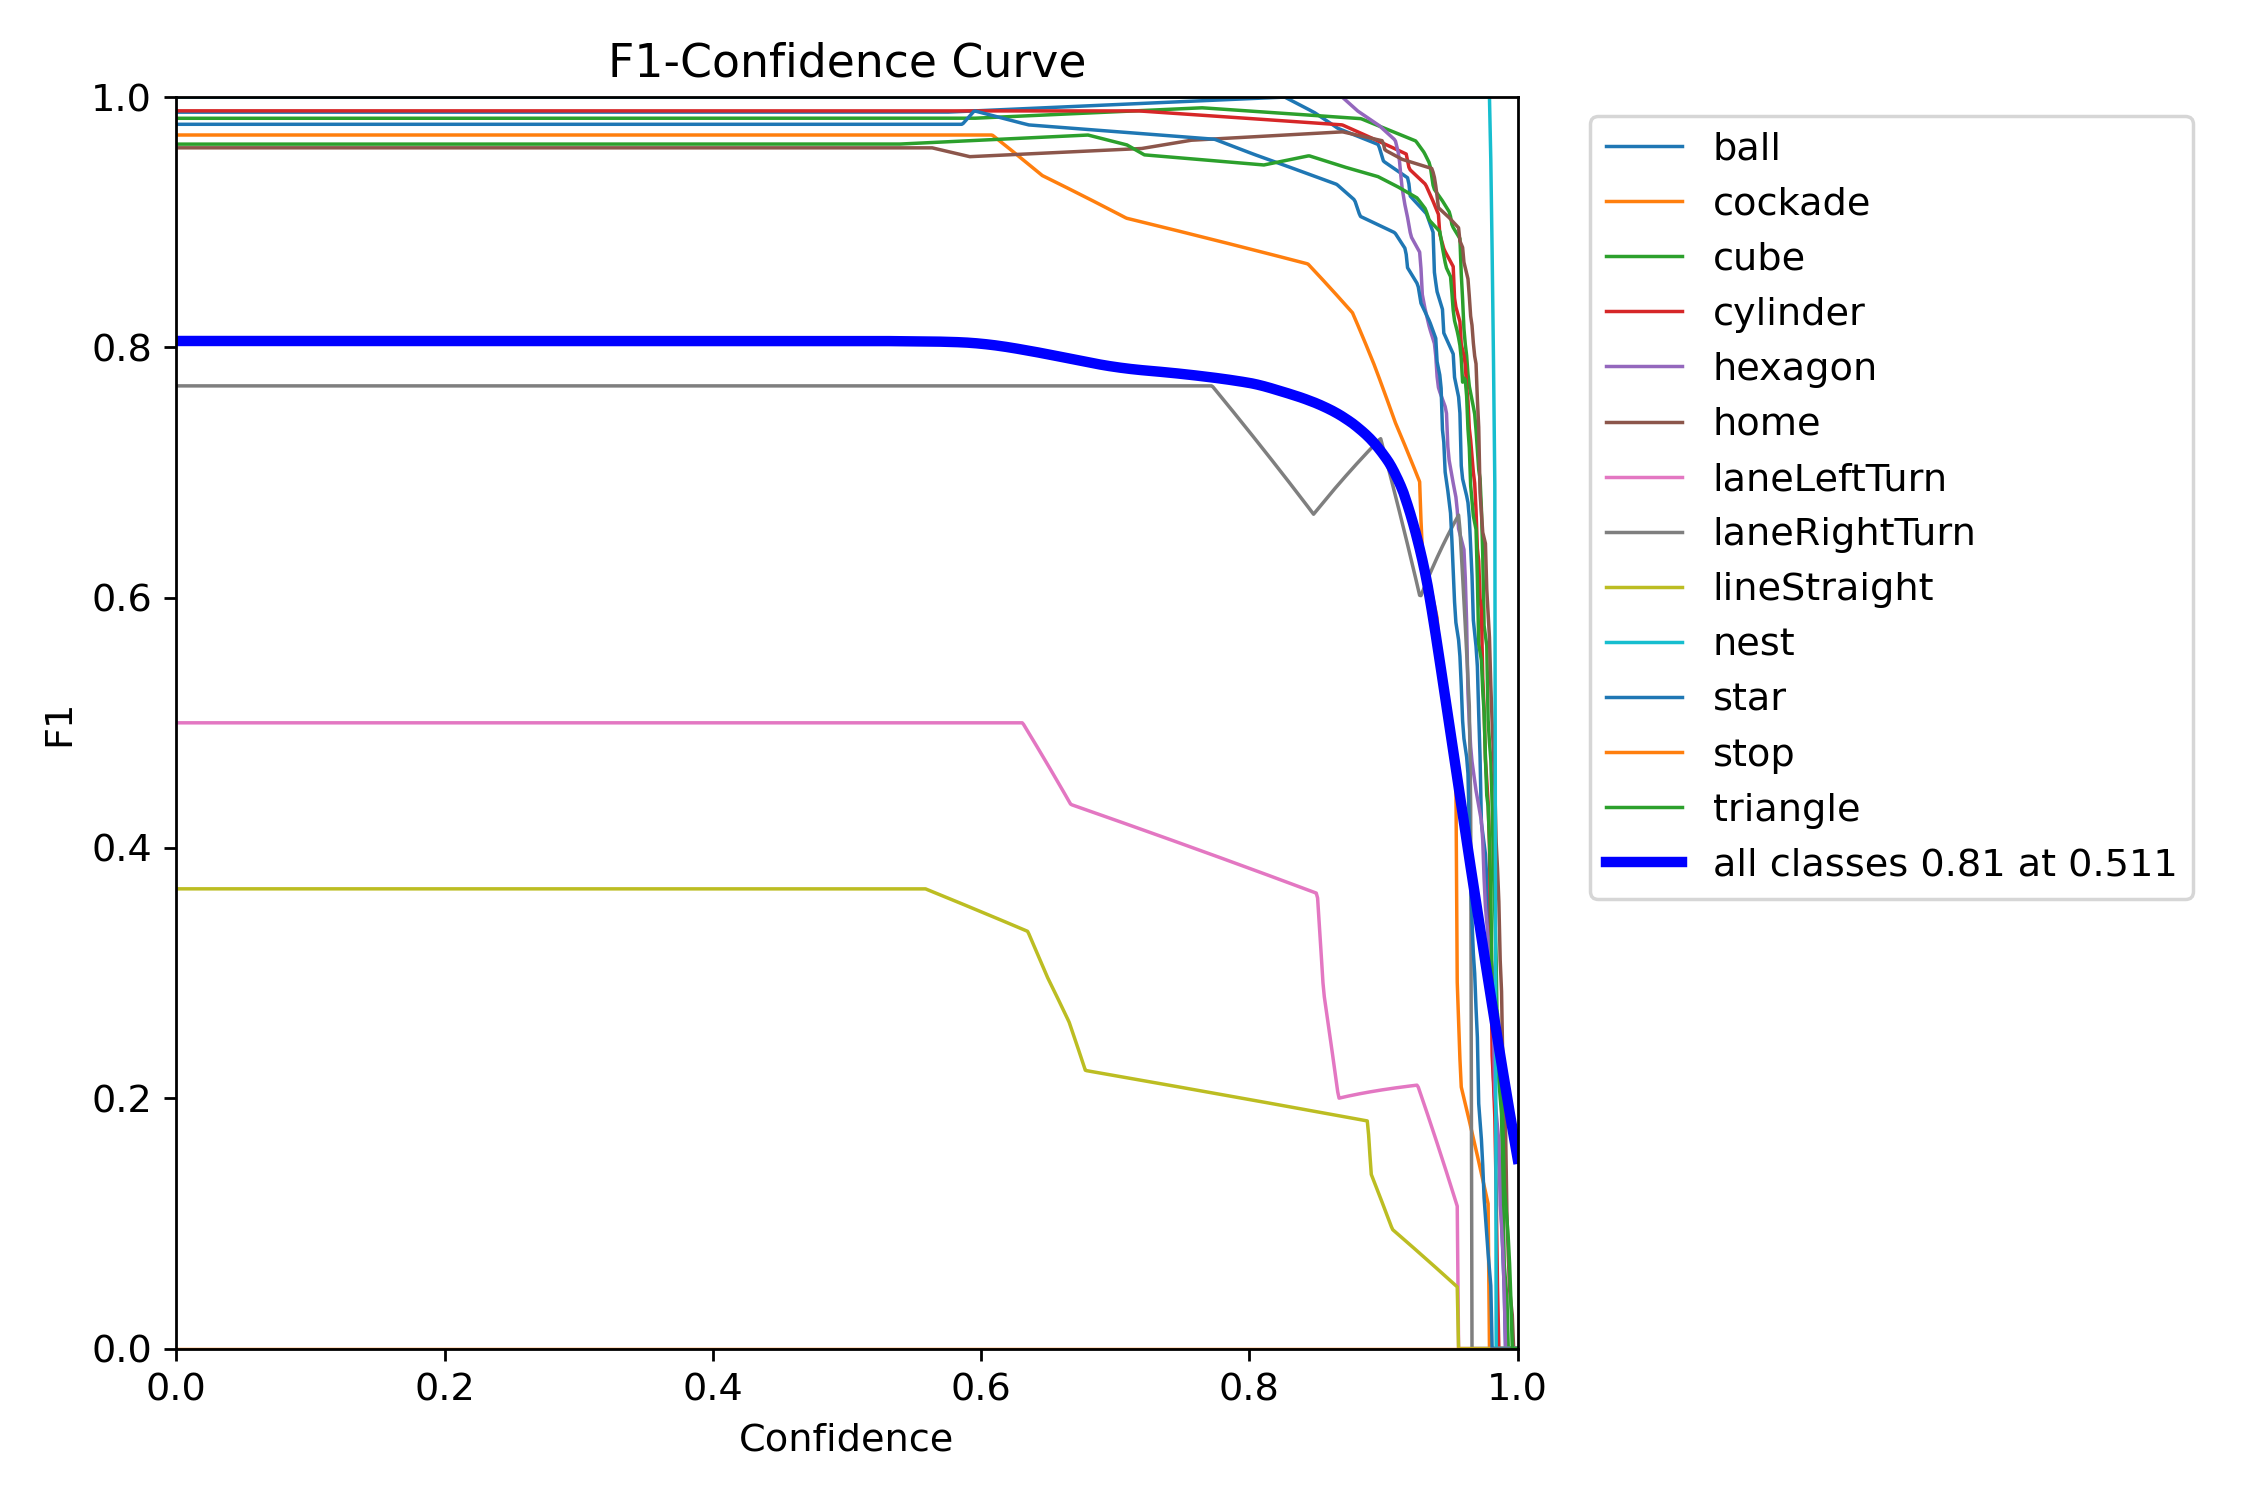 F1-Confidence Curve
1.0
0.8
0.6
0.4
0.2
0.0
F1
0.0 0.2 0.4 0.6 0.8 1.0
Confidence
ball
cockade
cube
cylinder
hexagon
home
laneLeftTurn
laneRightTurn
lineStraight
nest
star
stop
triangle
all classes 0.81 at 0.511